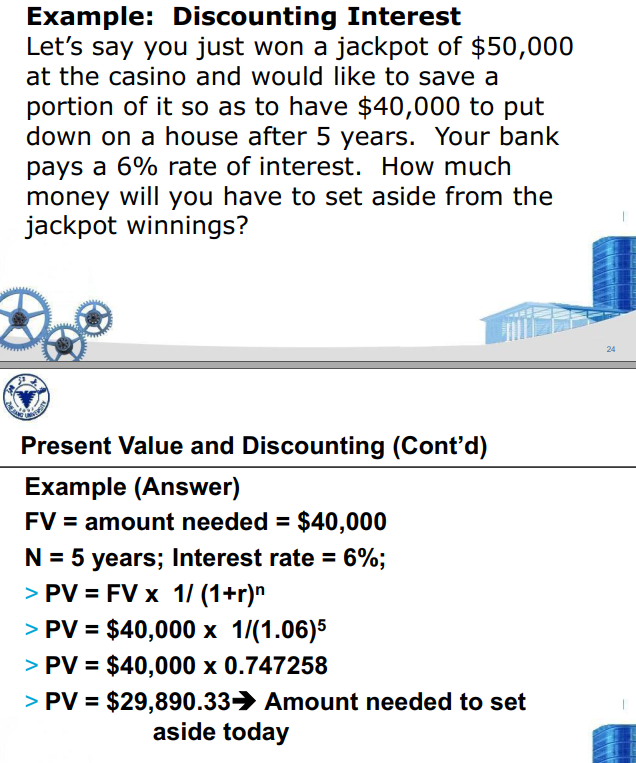 Example:  Discounting Interest
Let’s say you just won a jackpot of $50,000
at the casino and would like to save a
portion of it so as to have $40,000 to put
down on a house after 5 years.  Your bank
pays a 6% rate of interest.  How much
money will you have to set aside from the
jackpot winnings?
24
Present Value and Discounting (Cont’d)
Example (Answer)
FV = amount needed = $40,000
N = 5 years; Interest rate = 6%;
> PV = FV x  1/ (1+r)ⁿ
> PV = $40,000 x  1/(1.06)⁵
> PV = $40,000 x 0.747258
> PV = $29,890.33➔ Amount needed to set
aside today